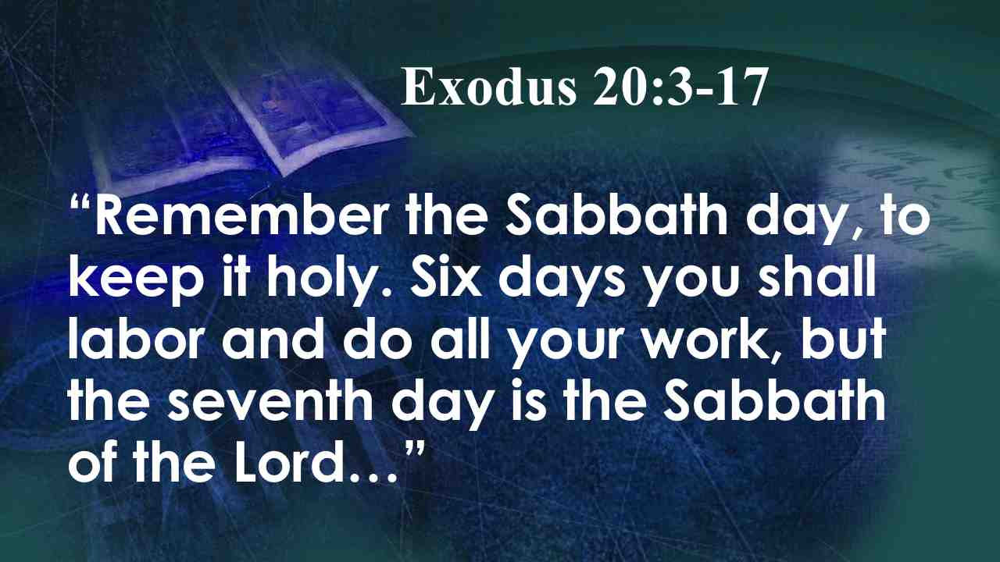 Exodus 20:3-17
“Remember the Sabbath day, to
keep it holy. Six days you shall
labor and do all your work, but
the seventh day is the Sabbath
of the Lord…”